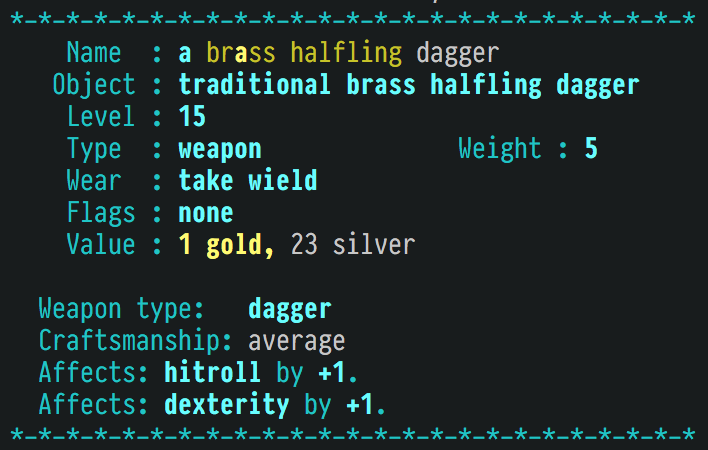 *-*-*-*-*-*-*-*-*-*-*-*-*-*-*-*-*-*-*-*-*-*-*-*-*
Name : a brass halfling dagger
Object : traditional brass halfling dagger
Level : 15
Type : weapon Weight : 5
Wear : take wield
Flags : none
Value : 1 gold, 23 silver
Weapon type: dagger
Craftsmanship: average
Affects: hitroll by +1.
Affects: dexterity by +1.
*-*-*-*-*-*-*-*-*-*-*-*-*-*-*-*-*-*-*-*-*-*-*-*-*